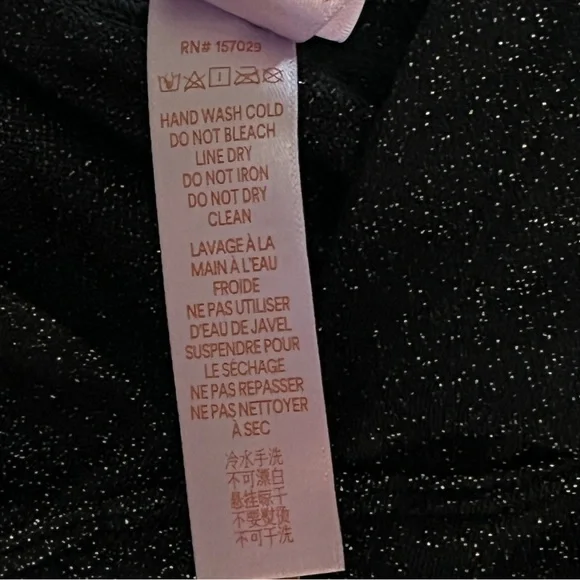 RN# 157029
HAND WASH COLD
DO NOT BLEACH
LINE DRY
DO NOT IRON
DO NOT DRY
CLEAN
LAVAGE À LA
MAIN À L'EAU
FROIDE
NE PAS UTILISER
D'EAU DE JAVEL
SUSPENDRE POUR
LE SÉCHAGE
NE PAS REPASSER
NE PAS NETTOYER
À SEC
冷水手洗
不可漂白
悬挂晾干
不要熨烫
不可干洗